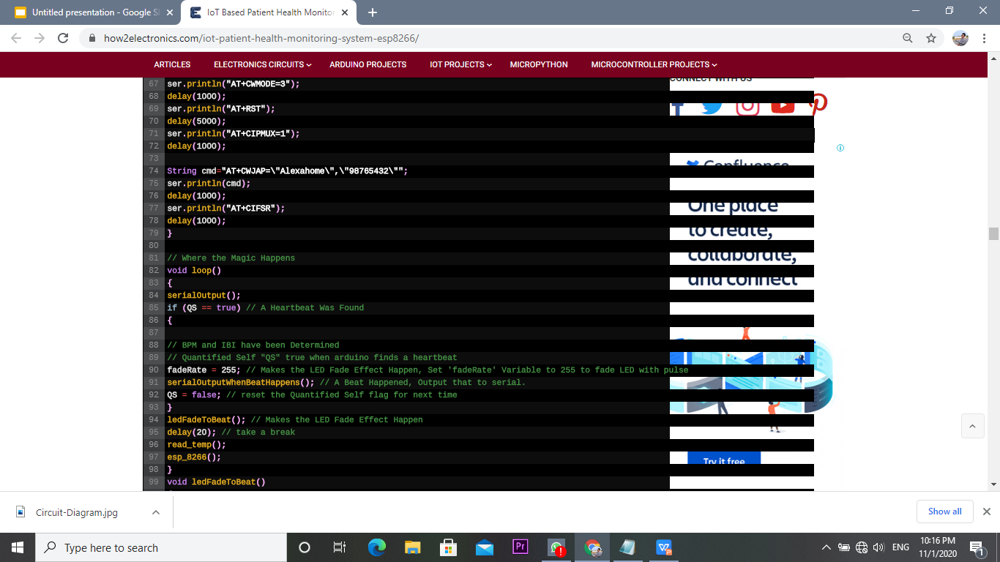 Untitled presentation - Google S
IoT Based Patient Health Monitor
how2electronics.com/iot-patient-health-monitoring-system-esp8266/
ARTICLES ELECTRONICS CIRCUITS ARDUINO PROJECTS IOT PROJECTS MICROPYTHON MICROCONTROLLER PROJECTS
CONNECT WITH US
67 ser.println("AT+CWMODE=3");
68 delay(1000);
69 ser.println("AT+RST");
70 delay(5000);
71 ser.println("AT+CIPMUX=1");
72 delay(1000);
73
74 String cmd="AT+CWJAP=\"Alexahome\",\"98765432\"";
75 ser.println(cmd);
76 delay(1000);
77 ser.println("AT+CIFSR");
78 delay(1000);
79 }
80
81 // Where the Magic Happens
82 void loop()
83 {
84 serialOutput();
85 if (QS == true) // A Heartbeat Was Found
86 {
87
88 // BPM and IBI have been Determined
89 // Quantified Self "QS" true when arduino finds a heartbeat
90 fadeRate = 255; // Makes the LED Fade Effect Happen, Set 'fadeRate' Variable to 255 to fade LED with pulse
91 serialOutputWhenBeatHappens(); // A Beat Happened, Output that to serial.
92 QS = false; // reset the Quantified Self flag for next time
93 }
94 ledFadeToBeat(); // Makes the LED Fade Effect Happen
95 delay(20); // take a break
96 read_temp();
97 esp_8266();
98 }
99 void ledFadeToBeat()
Confluence
One place
to create,
collaborate,
and connect
Try it free
Circuit-Diagram.jpg
Show all
Type here to search
Pr
ENG
10:16 PM
11/1/2020
1